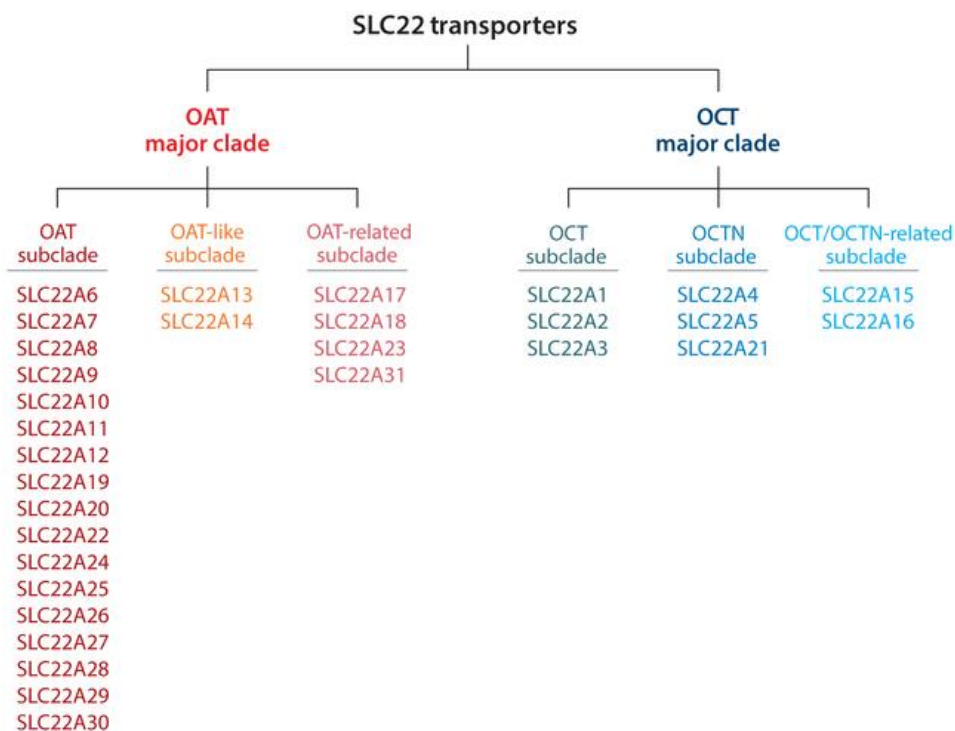 SLC22 transporters
OAT
major clade
OCT
major clade
OAT
subclade
SLC22A6
SLC22A7
SLC22A8
SLC22A9
SLC22A10
SLC22A11
SLC22A12
SLC22A19
SLC22A20
SLC22A22
SLC22A24
SLC22A25
SLC22A26
SLC22A27
SLC22A28
SLC22A29
SLC22A30
OAT-like
subclade
SLC22A13
SLC22A14
OAT-related
subclade
SLC22A17
SLC22A18
SLC22A23
SLC22A31
OCT
subclade
SLC22A1
SLC22A2
SLC22A3
OCTN
subclade
SLC22A4
SLC22A5
SLC22A21
OCT/OCTN-related
subclade
SLC22A15
SLC22A16